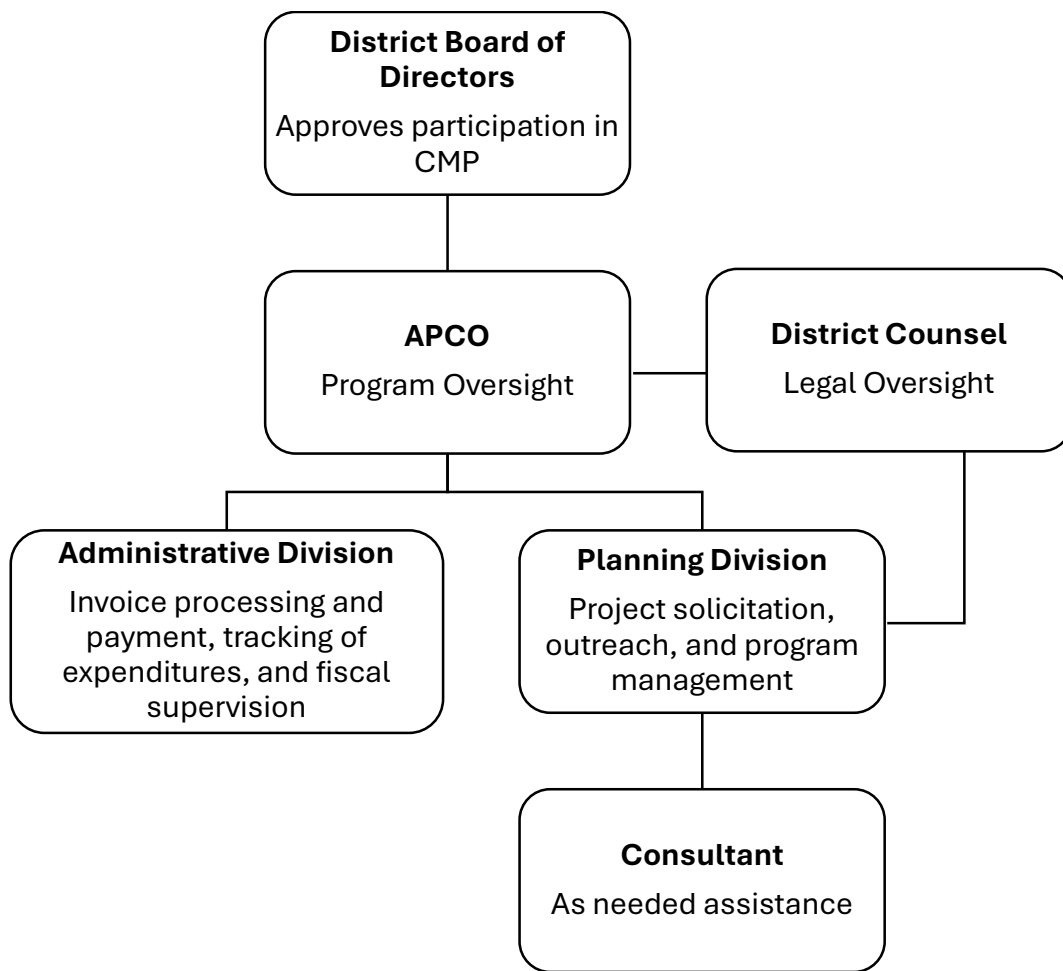 District Board of
Directors
Approves participation in
CMP
APCO
Program Oversight
District Counsel
Legal Oversight
Administrative Division
Invoice processing and
payment, tracking of
expenditures, and fiscal
supervision
Planning Division
Project solicitation,
outreach, and program
management
Consultant
As needed assistance